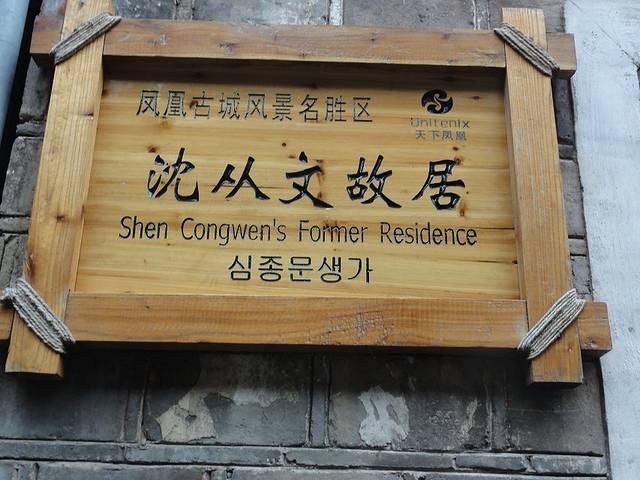 凤凰古城风景名胜区
Unitenix
天下凤凰
沈从文故居
Shen Congwen's Former Residence
심종문생가